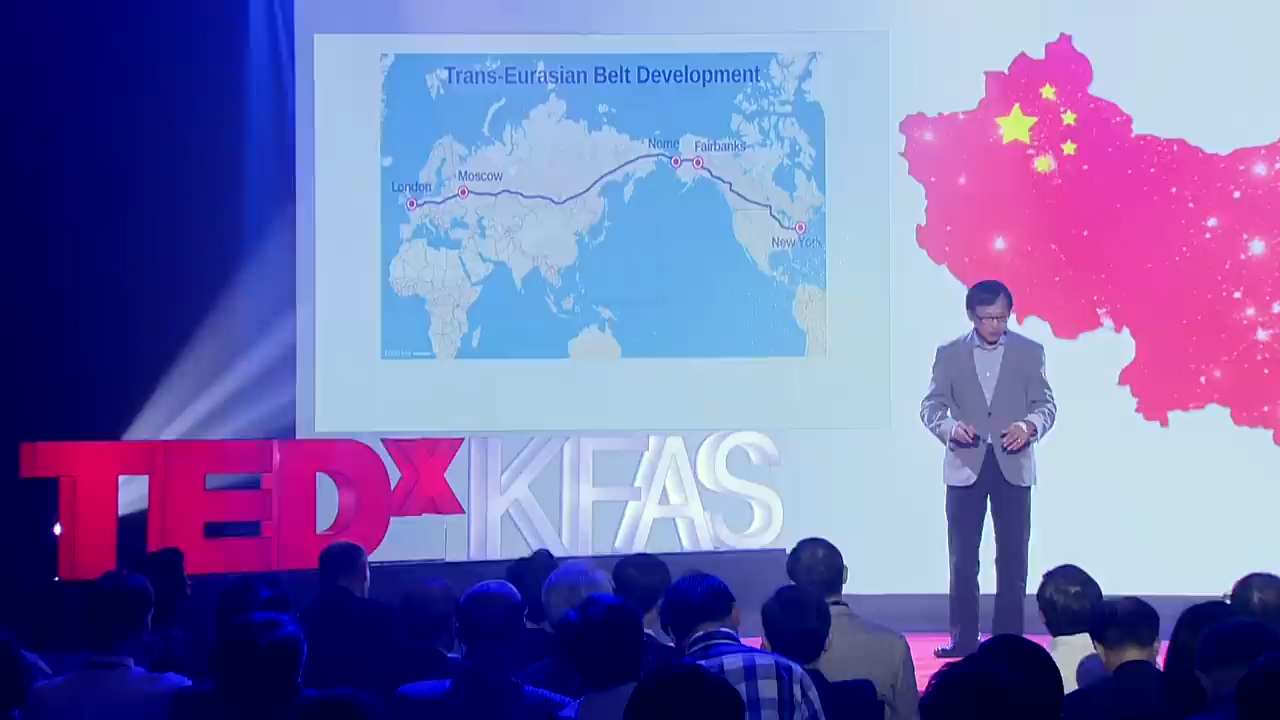 Trans-Eurasian Belt Development
Nome
Fairbanks
Moscow
London
New York
TEDxKFAS